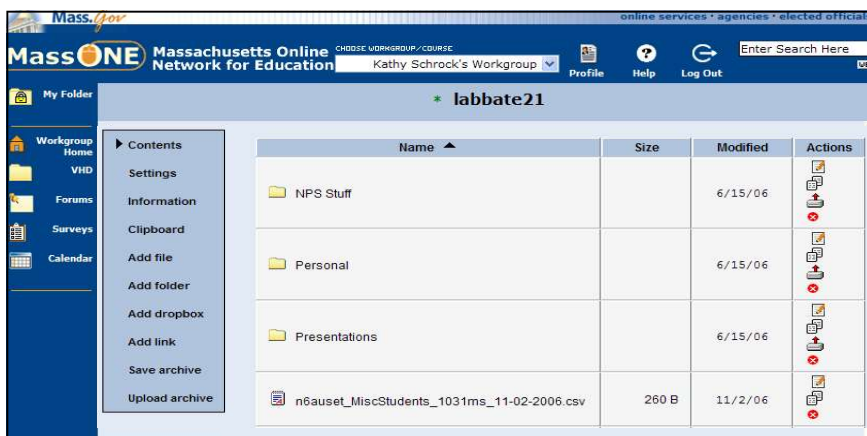 Mass.Gov
online services • agencies • elected official
MassONE
Massachusetts Online
Network for Education
CHOOSE WORKGROUP/COURSE
Kathy Schrock's Workgroup
Profile
Help
Log Out
Enter Search Here
My Folder
* labbate21
Workgroup
Home
VHD
Forums
Surveys
Calendar
Contents
Settings
Information
Clipboard
Add file
Add folder
Add dropbox
Add link
Save archive
Upload archive
Name Size Modified Actions
NPS Stuff 6/15/06
Personal 6/15/06
Presentations 6/15/06
n6auset_MiscStudents_1031ms_11-02-2006.csv 260 B 11/2/06